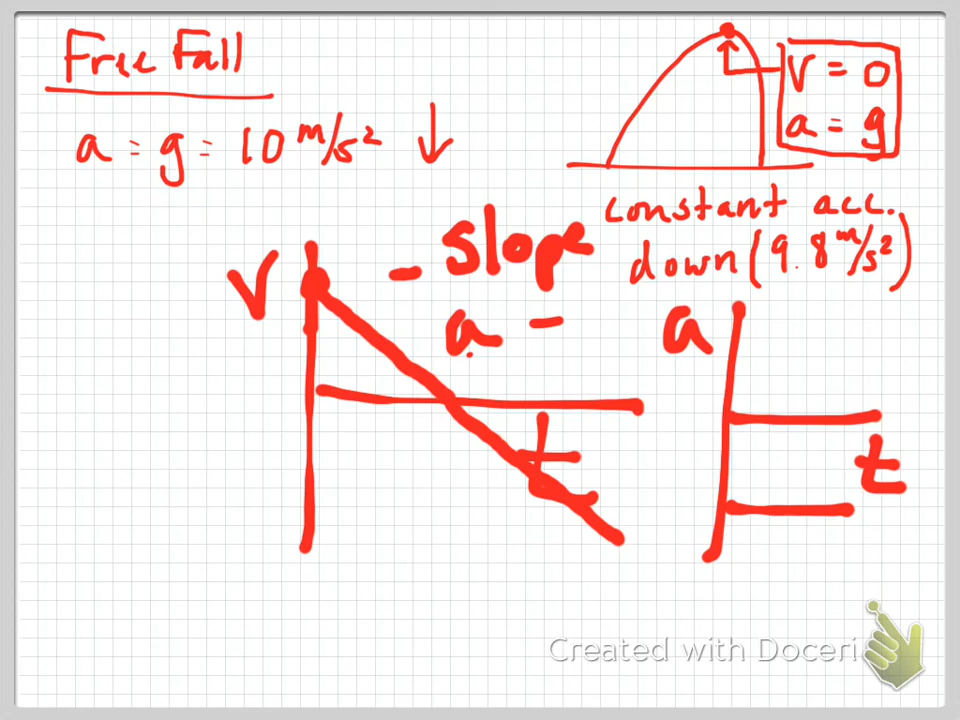 Free Fall
a = g = 10 m/s² ↓
v = 0
a = g
constant acc.
down (9.8 m/s²)
V
- slope
a -
t
a
t
Created with Doceri